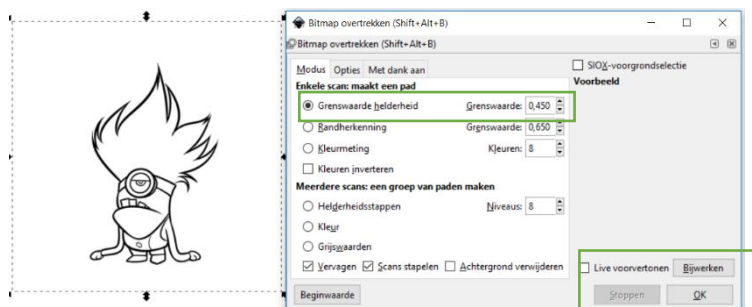 Bitmap overtrekken (Shift+Alt+B)
Bitmap overtrekken (Shift+Alt+B)
Modus Opties Met dank aan
Enkele scan: maakt een pad
Grenswaarde helderheid Grenswaarde: 0,450
Randherkenning Grenswaarde: 0,650
Kleurmeting Kleuren: 8
Kleuren inverteren
Meerdere scans: een groep van paden maken
Helderheidsstappen Niveaus: 8
Kleur
Grijswaarden
Vervagen Scans stapelen Achtergrond verwijderen
SIOX-voorgrondselectie
Voorbeeld
Live voorvertonen Bijwerken
Beginwaarde Stoppen OK